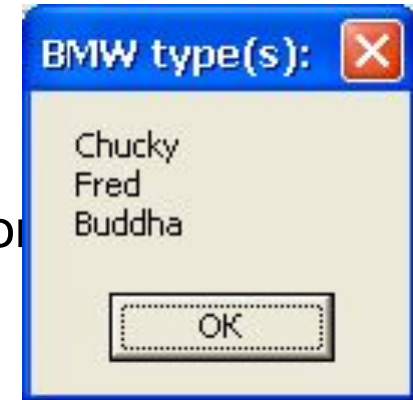 BMW type(s):
Chucky
Fred
Buddha
OK